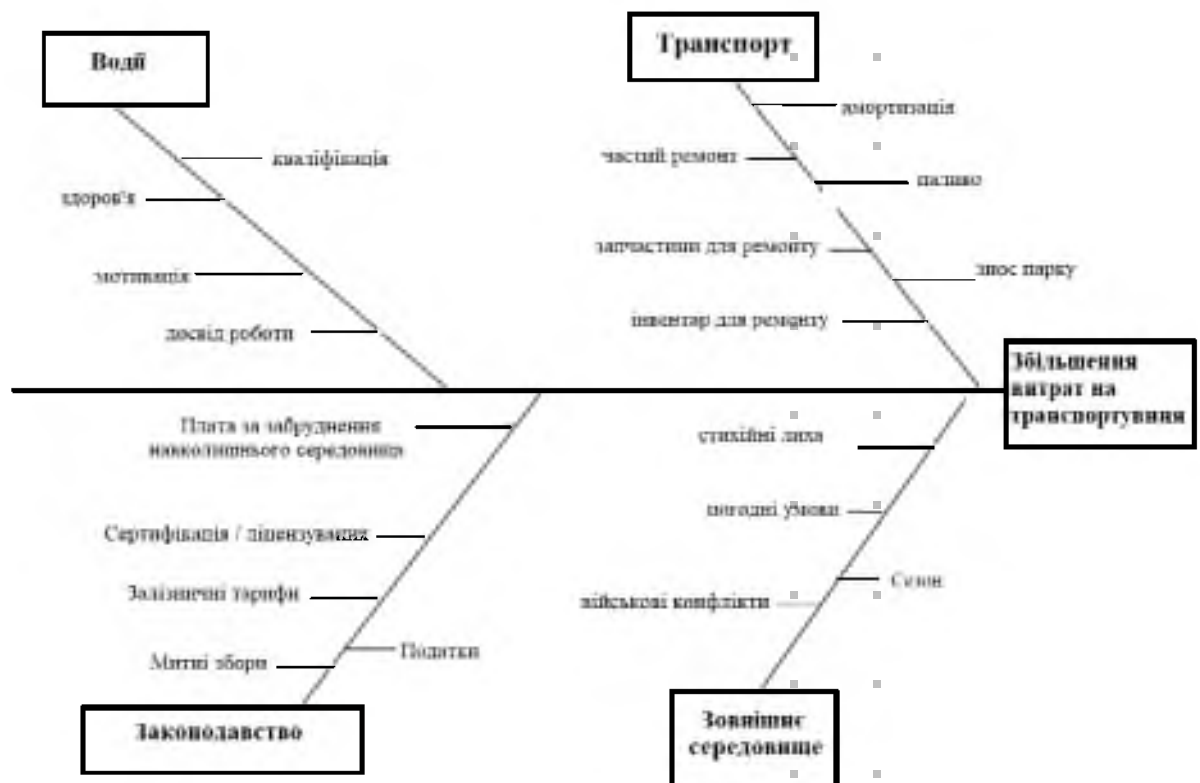 Водії
Транспорт
амортизація
кваліфікація
частий ремонт
паливо
здоров'я
запчастини для ремонту
знос парку
мотивація
інвентар для ремонту
досвід роботи
Збільшення
витрат на
транспортування
Плата за забруднення
навколишнього середовища
стихійні лиха
погодні умови
Сертифікація / ліцензування
Сезон
Залізничні тарифи
військові конфлікти
Податки
Митні збори
Законодавство
Зовнішнє
середовище